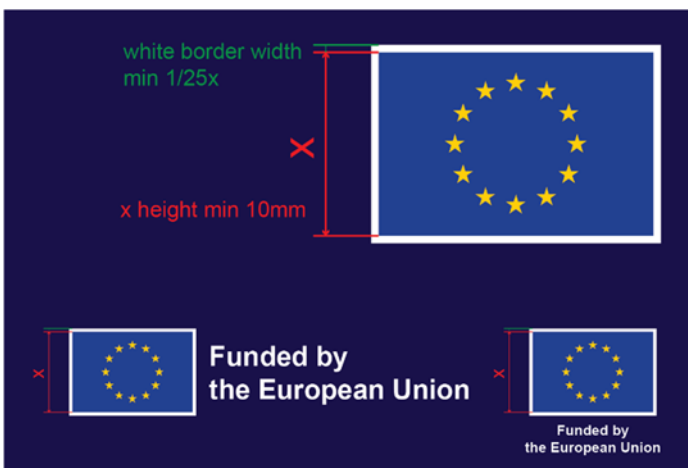 white border width
min 1/25x
X
x height min 10mm
X
Funded by
the European Union
X
Funded by
the European Union